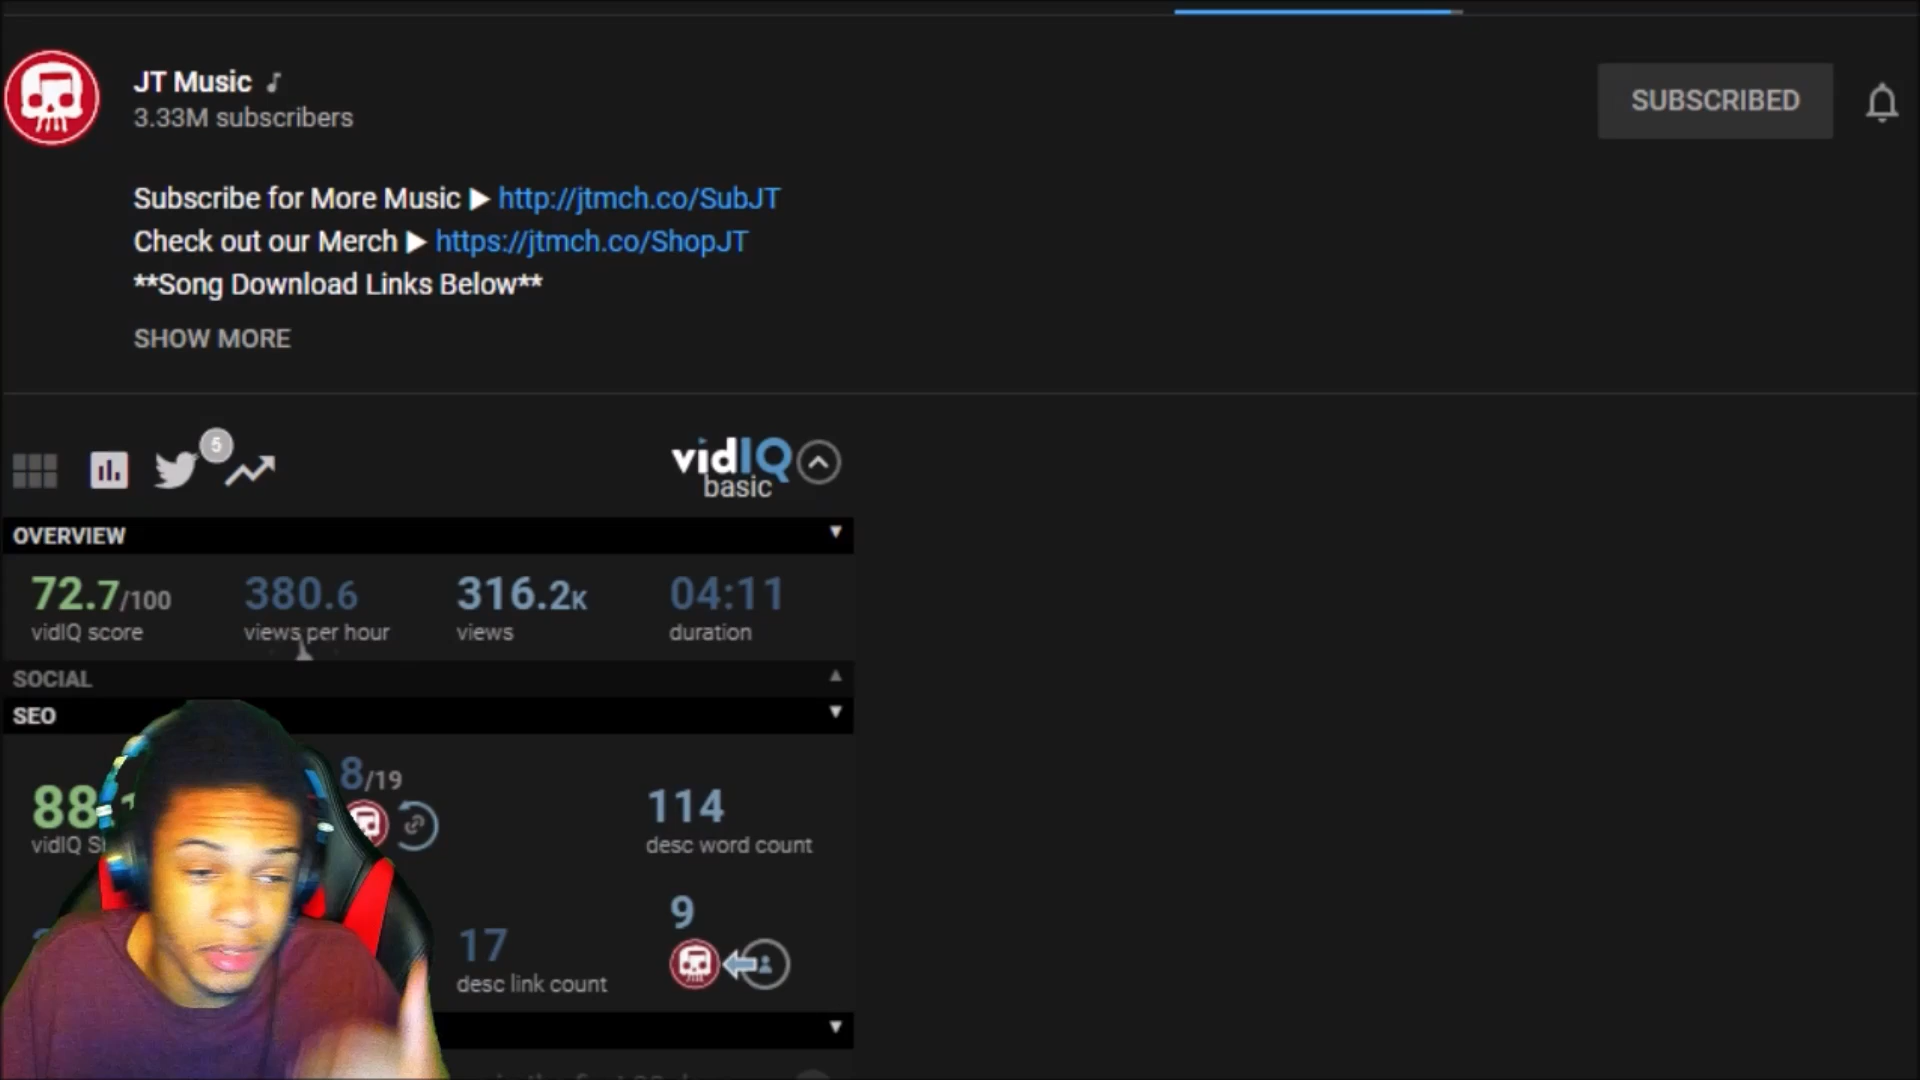 JT Music
3.33M subscribers
SUBSCRIBED
Subscribe for More Music ▶ http://jtmch.co/SubJT
Check out our Merch ▶ https://jtmch.co/ShopJT
**Song Download Links Below**
SHOW MORE
5
vidIQ
basic
OVERVIEW
72.7/100
380.6
316.2K
04:11
vidIQ score
views per hour
views
duration
SOCIAL
SEO
8/19
88
114
vidIQ
desc word count
9
17
desc link count